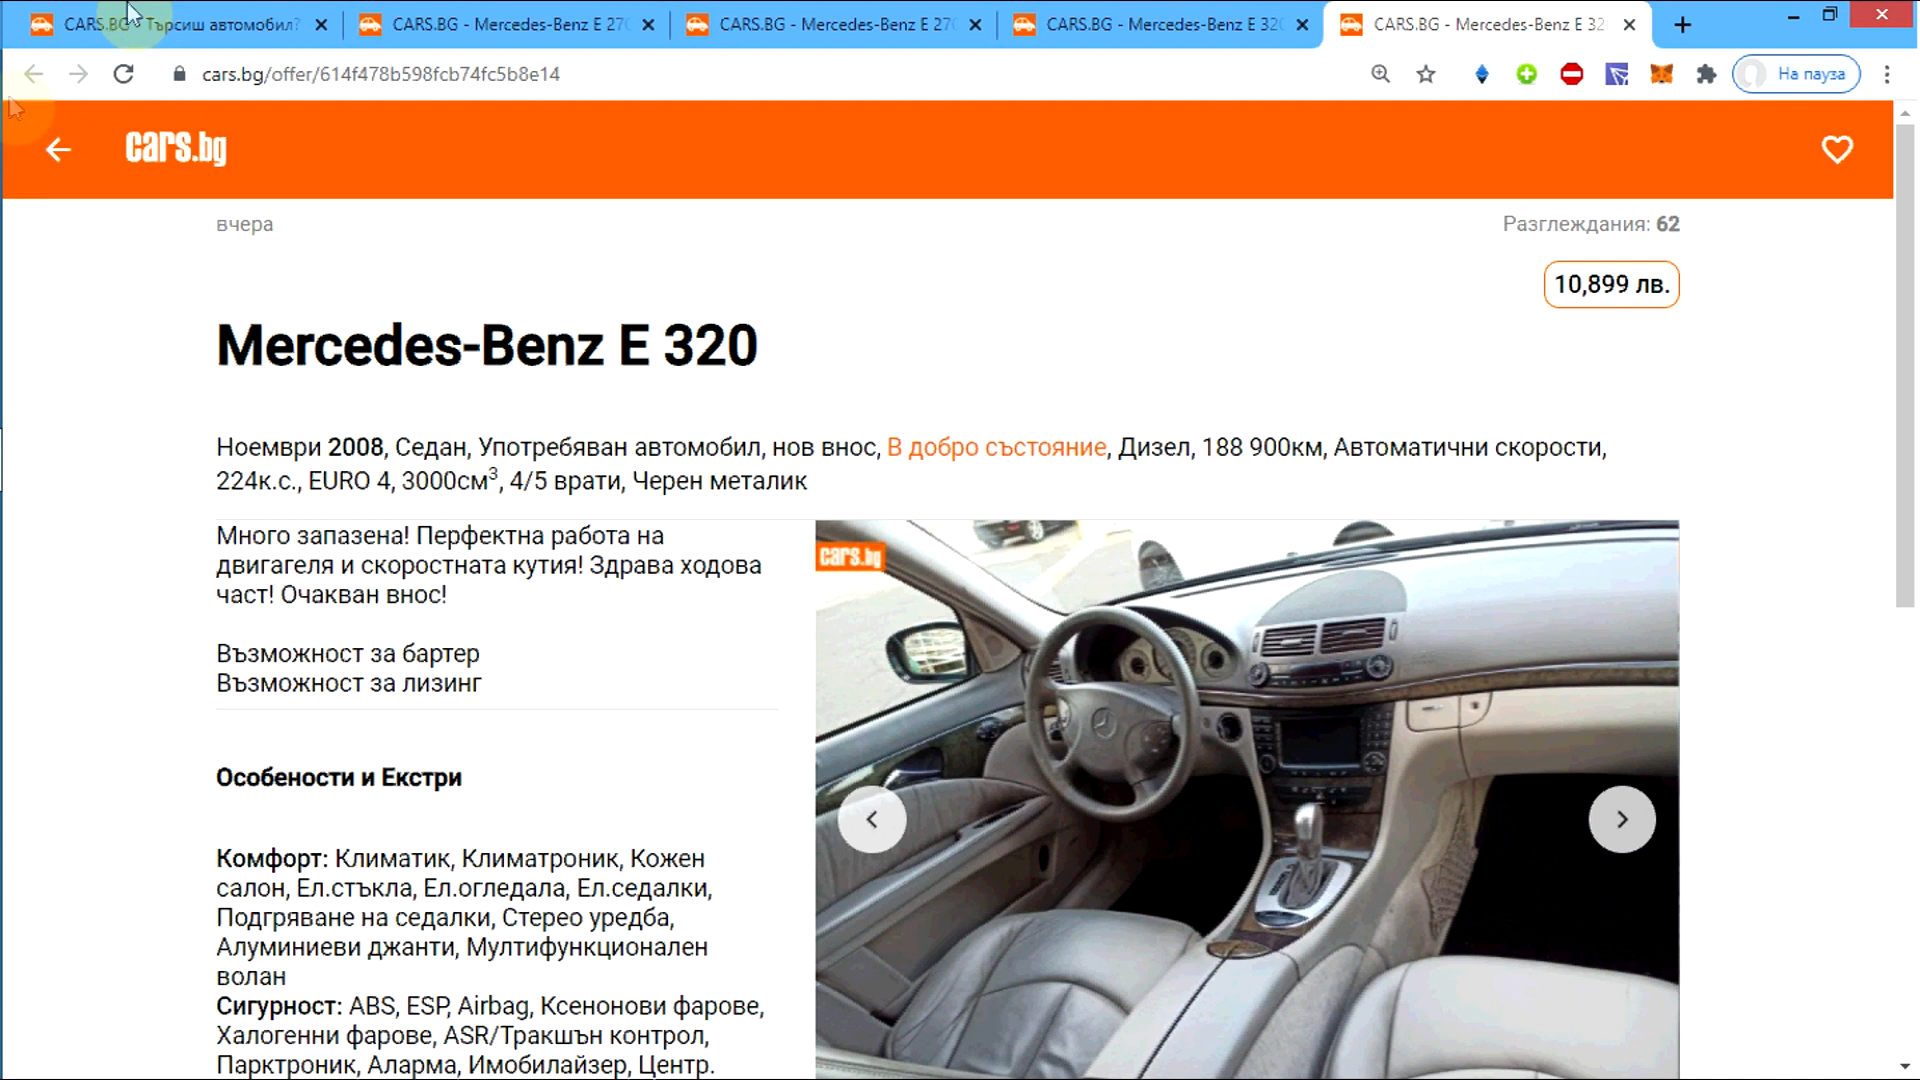 CARS.BG - Търсиш автомобил?
CARS.BG - Mercedes-Benz E 270
CARS.BG - Mercedes-Benz E 270
CARS.BG - Mercedes-Benz E 320
CARS.BG - Mercedes-Benz E 32
cars.bg/offer/614f478b598fcb74fc5b8e14
На пауза
cars.bg
вчера
Разглеждания: 62
10,899 лв.
Mercedes-Benz E 320
Ноември 2008, Седан, Употребяван автомобил, нов внос, В добро състояние, Дизел, 188 900км, Автоматични скорости,
224к.с., EURO 4, 3000см³, 4/5 врати, Черен металик
Много запазена! Перфектна работа на
двигагеля и скоростната кутия! Здрава ходова
част! Очакван внос!
Възможност за бартер
Възможност за лизинг
cars.bg
Особености и Екстри
Комфорт: Климатик, Климатроник, Кожен
салон, Ел.стъкла, Ел.огледала, Ел.седалки,
Подгряване на седалки, Стерео уредба,
Алуминиеви джанти, Мултифункционален
волан
Сигурност: ABS, ESP, Airbag, Ксенонови фарове,
Халогенни фарове, ASR/Тракшън контрол,
Парктроник, Аларма, Имобилайзер, Центр.